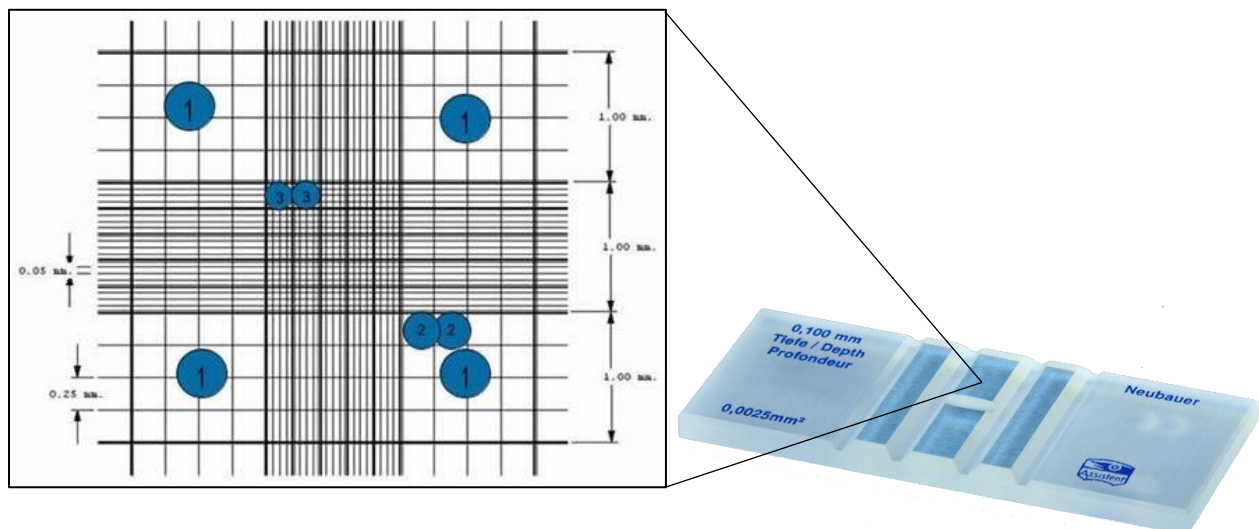 1
1
1.00 mm.
3 3
1.00 mm.
0.05 mm.
2 2
1
1
1.00 mm.
0.25 mm.
0,100 mm
Tiefe / Depth
Profondeur
0,0025mm²
Neubauer
Assistent